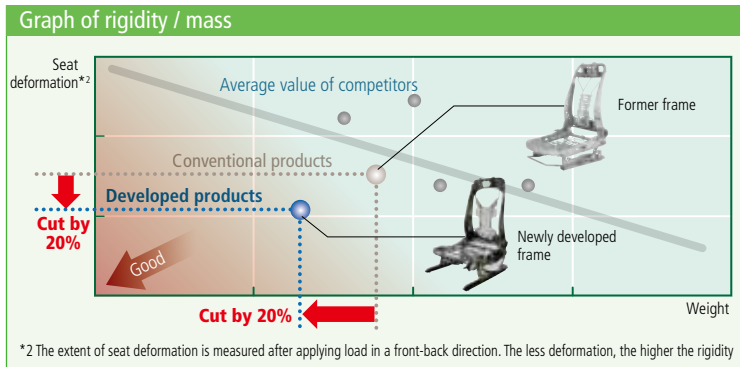 Graph of rigidity / mass
Seat
deformation*2
Average value of competitors
Former frame
Conventional products
Developed products
Cut by
20%
Newly developed
frame
Good
Cut by 20%
Weight
*2 The extent of seat deformation is measured after applying load in a front-back direction. The less deformation, the higher the rigidity